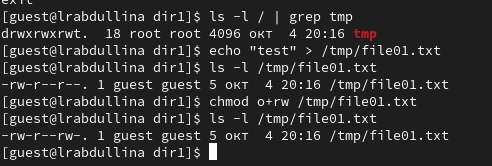 [guest@lrabdullina dir1]$ ls -l / | grep tmp
drwxrwxrwt.  18 root root 4096 окт  4 20:16 tmp
[guest@lrabdullina dir1]$ echo "test" > /tmp/file01.txt
[guest@lrabdullina dir1]$ ls -l /tmp/file01.txt
-rw-r--r--. 1 guest guest 5 окт  4 20:16 /tmp/file01.txt
[guest@lrabdullina dir1]$ chmod o+rw /tmp/file01.txt
[guest@lrabdullina dir1]$ ls -l /tmp/file01.txt
-rw-r--rw-. 1 guest guest 5 окт  4 20:16 /tmp/file01.txt
[guest@lrabdullina dir1]$